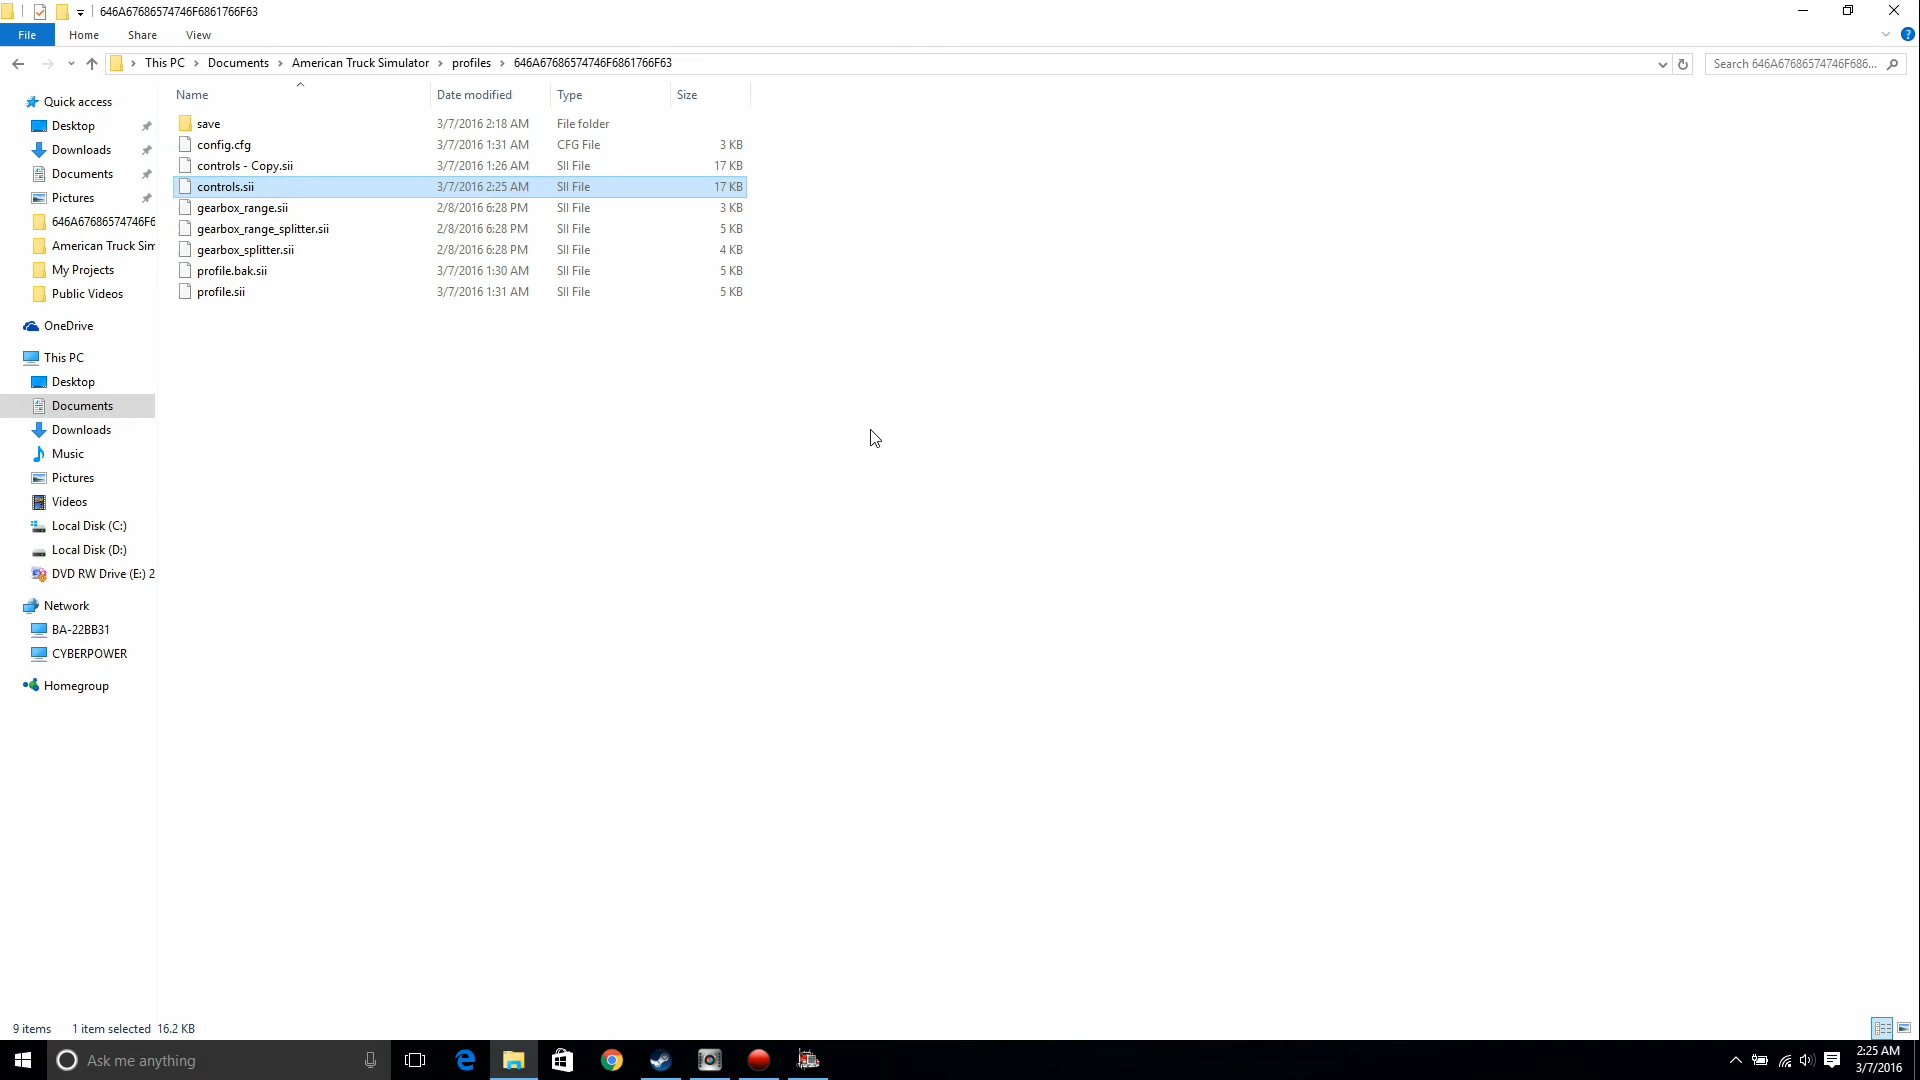 646A67686574746F6861766F63
File Home Share View
This PC Documents American Truck Simulator profiles 646A67686574746F6861766F63
Search 646A67686574746F686...
Name Date modified Type Size
Quick access
Desktop
Downloads
Documents
Pictures
646A67686574746F6
American Truck Sim
My Projects
Public Videos
OneDrive
This PC
Desktop
Documents
Downloads
Music
Pictures
Videos
Local Disk (C:)
Local Disk (D:)
DVD RW Drive (E:) 2
Network
BA-22BB31
CYBERPOWER
Homegroup
save 3/7/2016 2:18 AM File folder
config.cfg 3/7/2016 1:31 AM CFG File 3 KB
controls - Copy.sii 3/7/2016 1:26 AM SII File 17 KB
controls.sii 3/7/2016 2:25 AM SII File 17 KB
gearbox_range.sii 2/8/2016 6:28 PM SII File 3 KB
gearbox_range_splitter.sii 2/8/2016 6:28 PM SII File 5 KB
gearbox_splitter.sii 2/8/2016 6:28 PM SII File 4 KB
profile.bak.sii 3/7/2016 1:30 AM SII File 5 KB
profile.sii 3/7/2016 1:31 AM SII File 5 KB
9 items 1 item selected 16.2 KB
Ask me anything
2:25 AM
3/7/2016